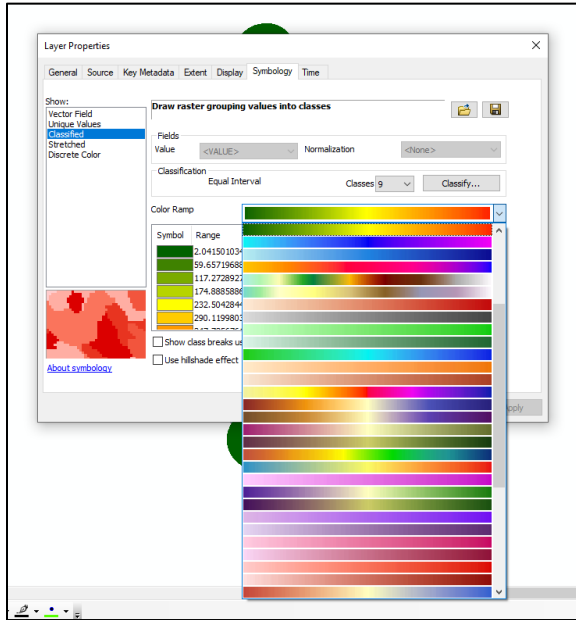 Layer Properties
General Source Key Metadata Extent Display Symbology Time
Show:
Vector Field
Unique Values
Classified
Stretched
Discrete Color
Draw raster grouping values into classes
Fields
Value <VALUE> Normalization <None>
Classification
Equal Interval Classes 9 Classify...
Color Ramp
Symbol Range
2.041501034
59.65719688
117.2728927
174.8885886
232.5042844
290.1199803
Show class breaks us
Use hillshade effect
About symbology